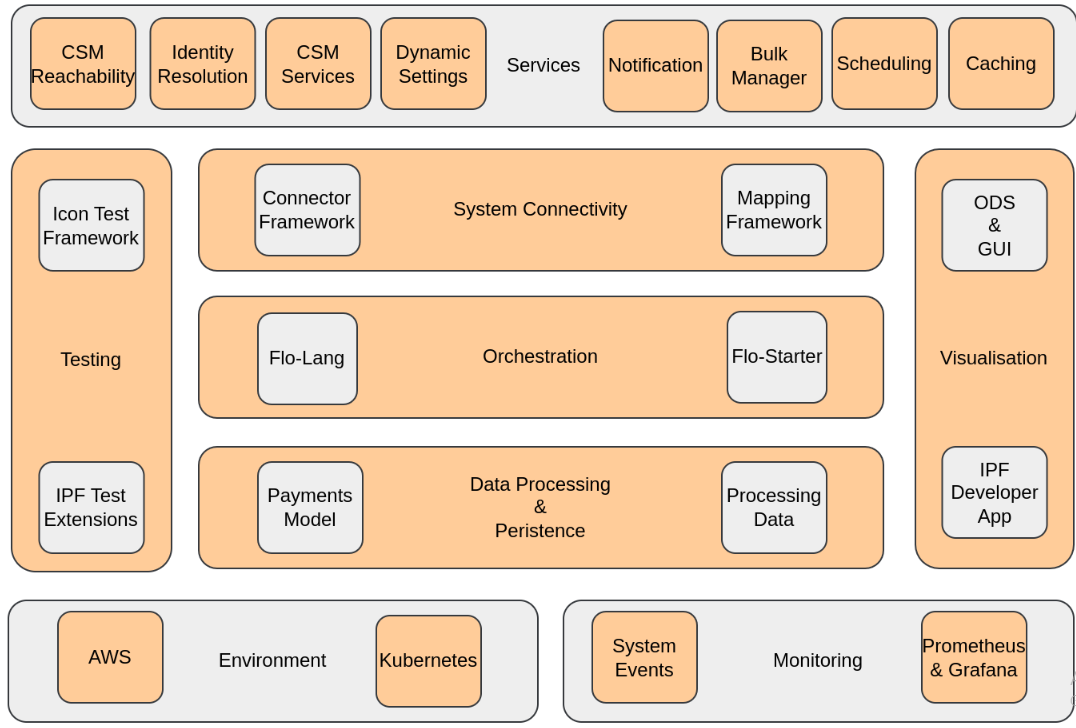 CSM
Reachability
Identity
Resolution
CSM
Services
Dynamic
Settings
Services
Notification
Bulk
Manager
Scheduling
Caching
Icon Test
Framework
Testing
IPF Test
Extensions
Connector
Framework
System Connectivity
Mapping
Framework
Flo-Lang
Orchestration
Flo-Starter
Payments
Model
Data Processing
&
Peristence
Processing
Data
ODS
&
GUI
Visualisation
IPF
Developer
App
AWS
Environment
Kubernetes
System
Events
Monitoring
Prometheus
& Grafana